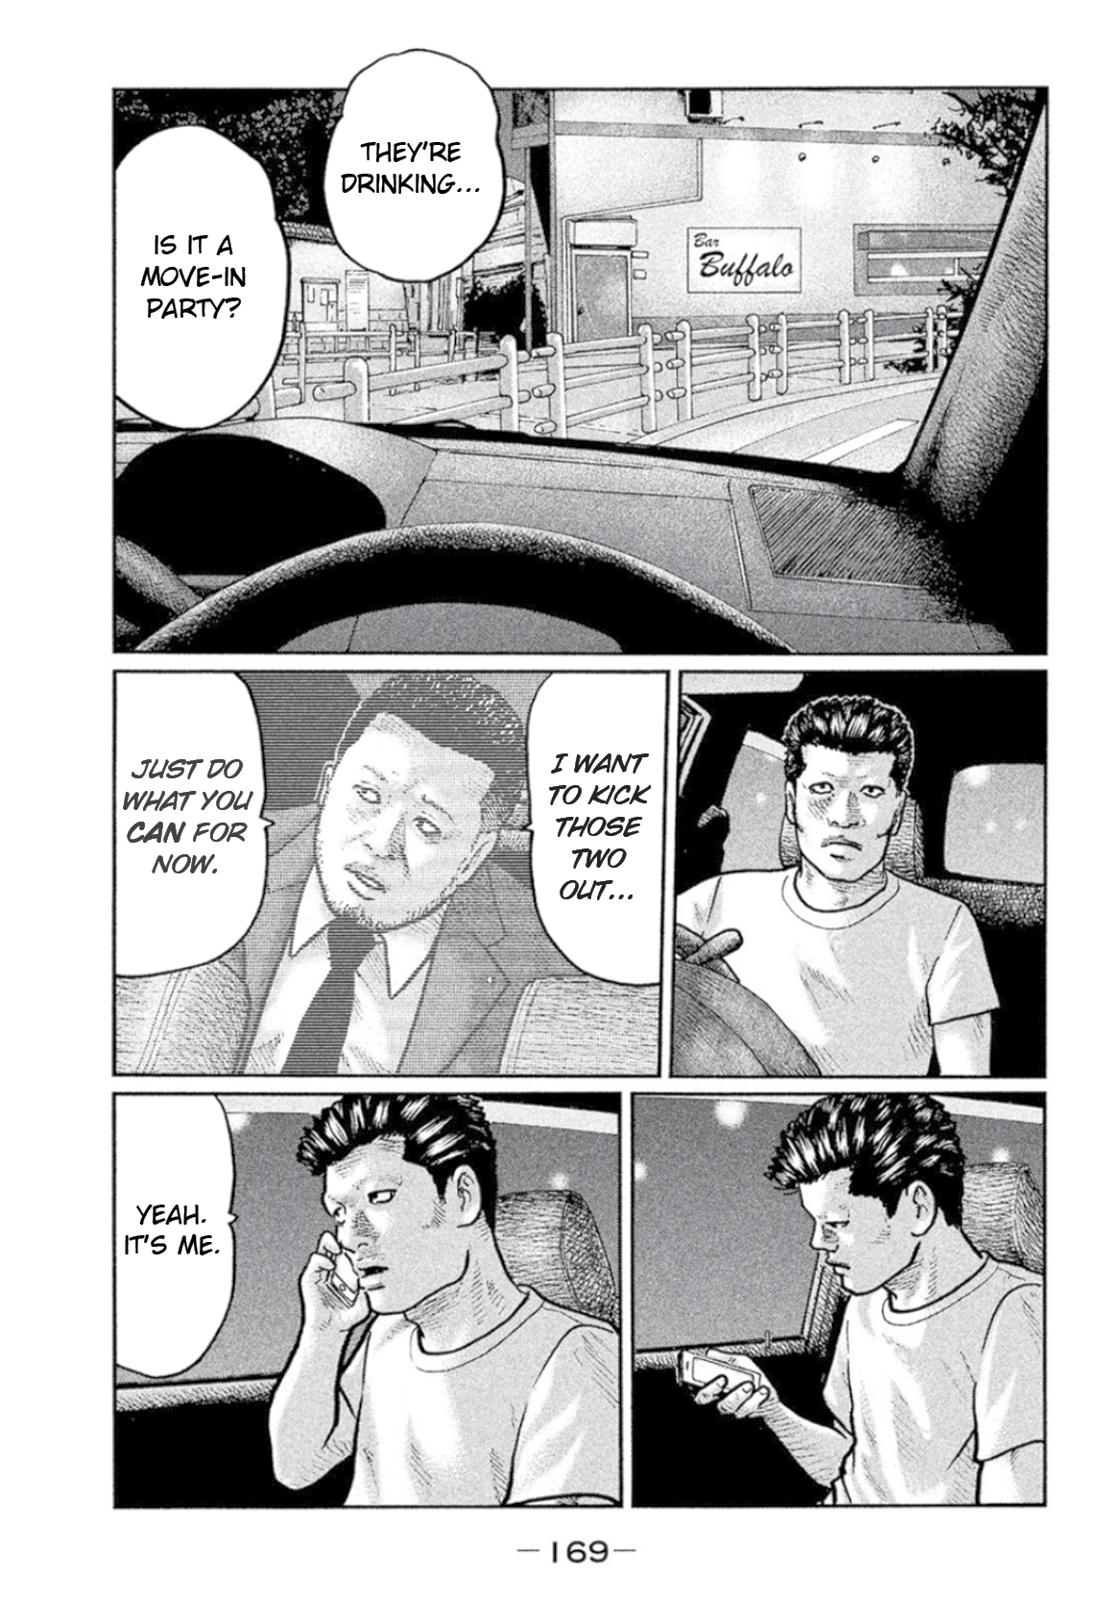 THEY'RE
DRINKING...
IS IT A
MOVE-IN
PARTY?
Bar
Buffalo
I WANT
TO KICK
THOSE
TWO
OUT...
JUST DO
WHAT YOU
CAN FOR
NOW.
YEAH.
IT'S ME.
—169—